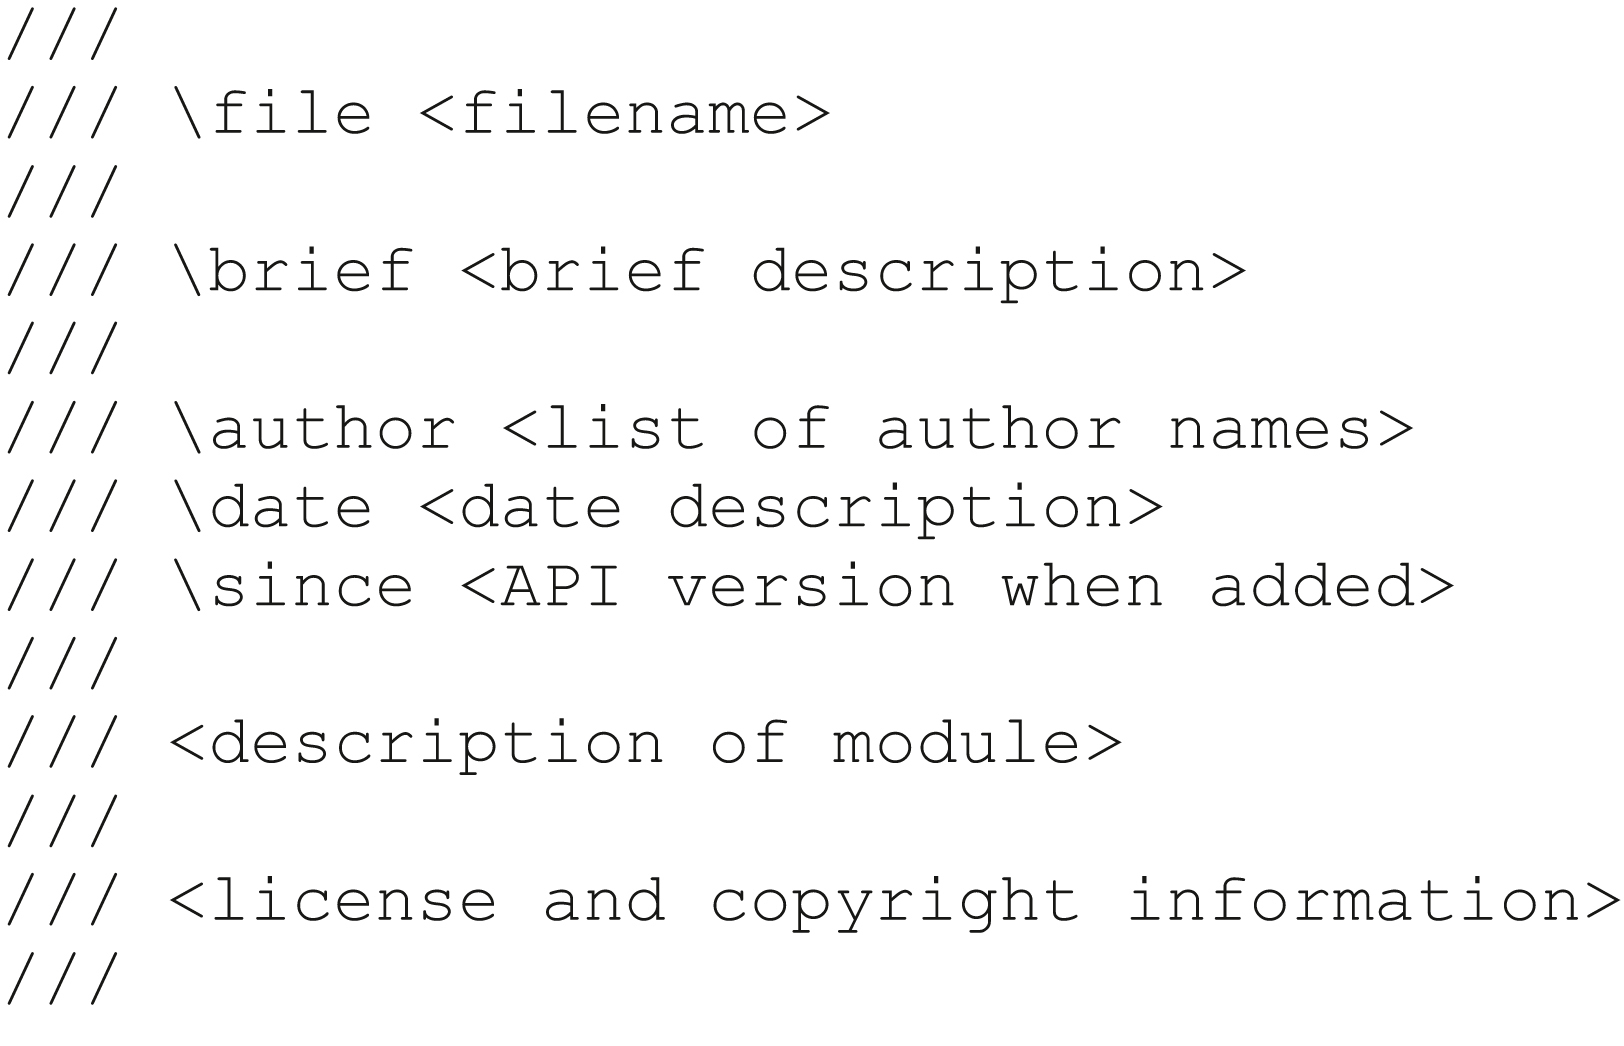 ///
/// \file <filename>
///
/// \brief <brief description>
///
/// \author <list of author names>
/// \date <date description>
/// \since <API version when added>
///
/// <description of module>
///
/// <license and copyright information>
///